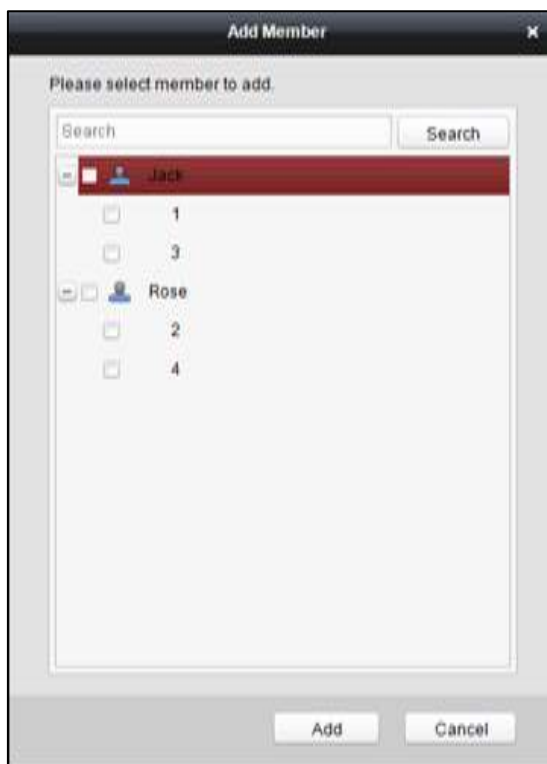 Add Member
Please select member to add.
Search Search
Jack
1
3
Rose
2
4
Add Cancel